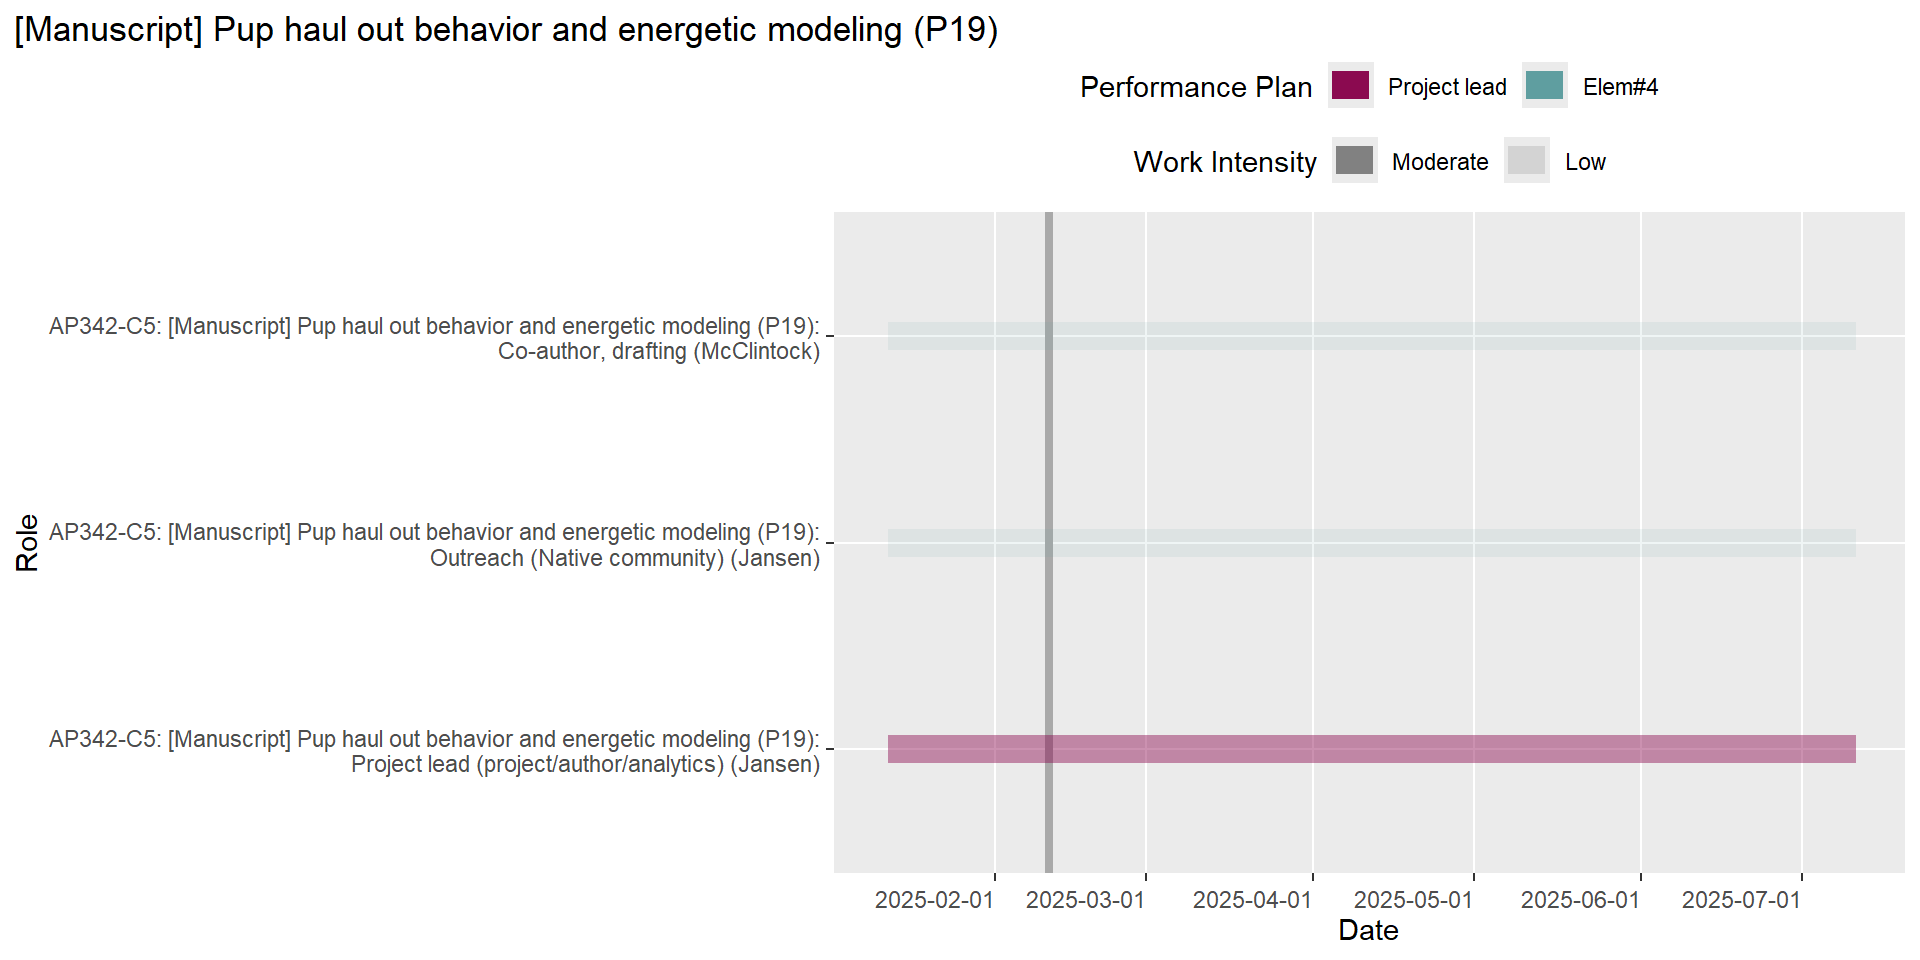 [Manuscript] Pup haul out behavior and energetic modeling (P19)
Performance Plan Project lead Elem#4
Work Intensity Moderate Low
AP342-C5: [Manuscript] Pup haul out behavior and energetic modeling (P19):
Co-author, drafting (McClintock)
Role
AP342-C5: [Manuscript] Pup haul out behavior and energetic modeling (P19):
Outreach (Native community) (Jansen)
AP342-C5: [Manuscript] Pup haul out behavior and energetic modeling (P19):
Project lead (project/author/analytics) (Jansen)
2025-02-01 2025-03-01 2025-04-01 2025-05-01 2025-06-01 2025-07-01
Date